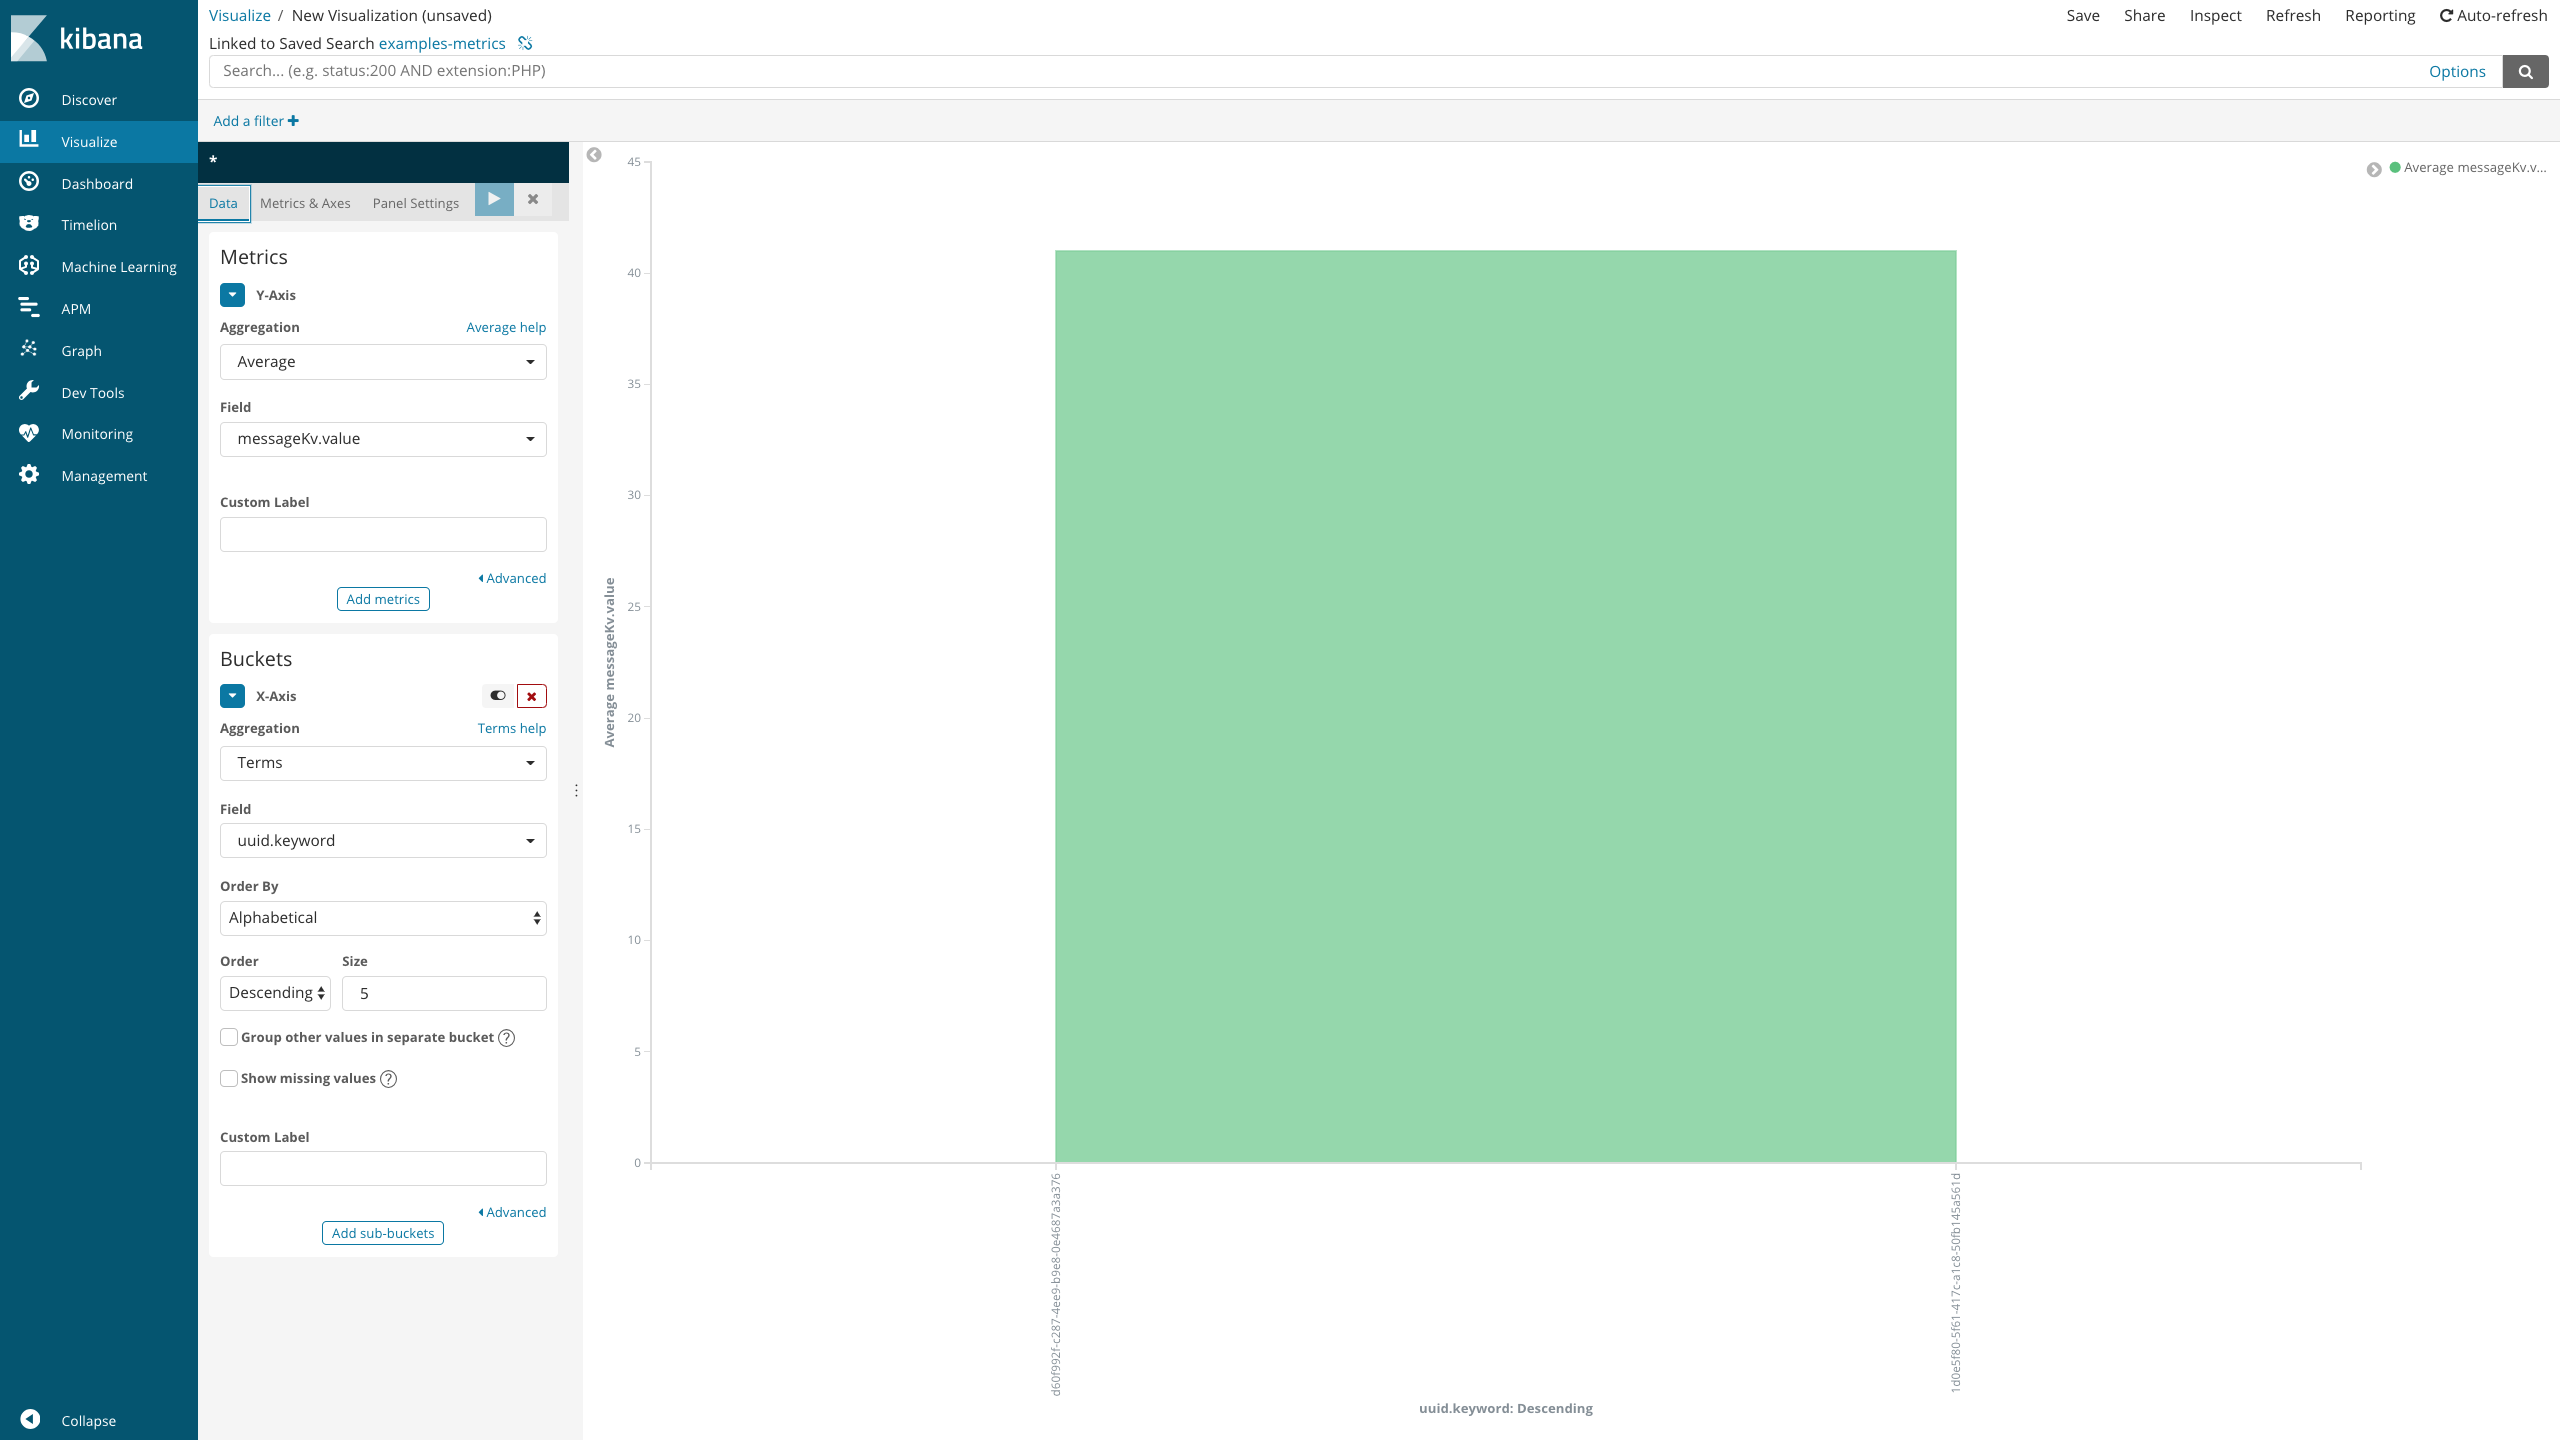 kibana
Discover
Visualize
Dashboard
Timelion
Machine Learning
APM
Graph
Dev Tools
Monitoring
Management
Collapse
Visualize / New Visualization (unsaved)
Save Share Inspect Refresh Reporting Auto-refresh
Linked to Saved Search examples-metrics
Search... (e.g. status:200 AND extension:PHP)
Options
Add a filter
*
Data Metrics & Axes Panel Settings
Metrics
Y-Axis
Aggregation Average help
Average
Field
messageKv.value
Custom Label
Advanced
Add metrics
Buckets
X-Axis
Aggregation Terms help
Terms
Field
uuid.keyword
Order By
Alphabetical
Order Size
Descending 5
Group other values in separate bucket ?
Show missing values ?
Custom Label
Advanced
Add sub-buckets
Average messageKv.value
45
40
35
30
25
20
15
10
5
0
d60f992f-c287-4ee9-b9e8-0e4687a3a376
1d0e5f80-5f61-417c-a1c8-50fb145a561d
uuid.keyword: Descending
Average messageKv.v...